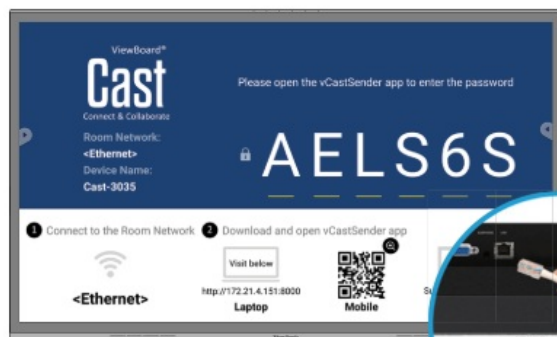 ViewBoard®
Cast
Connect & Collaborate
Please open the vCastSender app to enter the password
Room Network:
<Ethernet>
Device Name:
Cast-3035
AELS6S
1 Connect to the Room Network
2 Download and open vCastSender app
<Ethernet>
Visit below
http://172.21.4.151:8000
Laptop
Mobile
Su